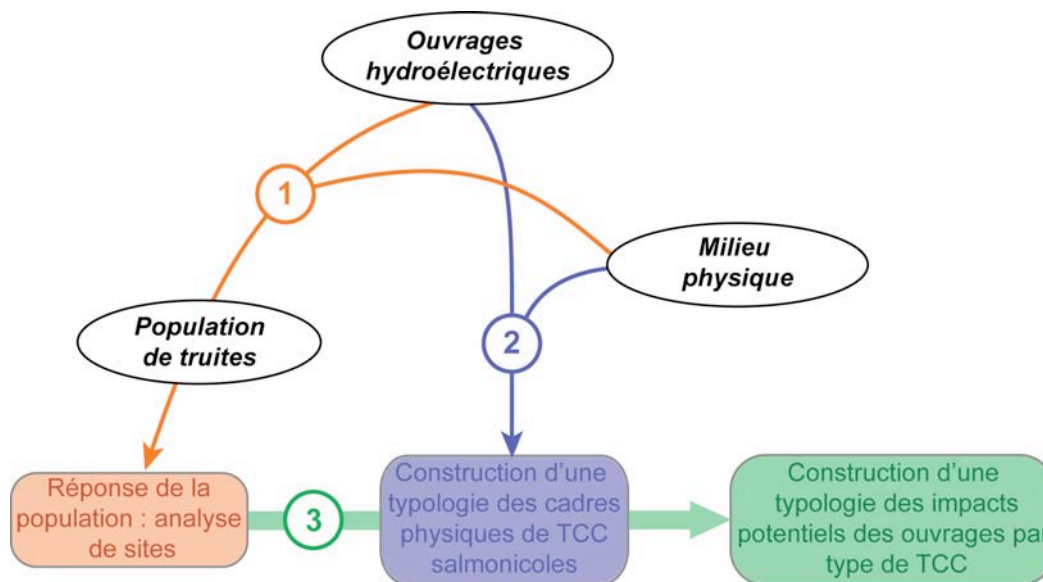 Ouvrages
hydroélectriques
1
Milieu
physique
Population
de truites
2
Réponse de la
population : analyse
de sites
3
Construction d’une
typologie des cadres
physiques de TCC
salmonicoles
Construction d’une
typologie des impacts
potentiels des ouvrages par
type de TCC